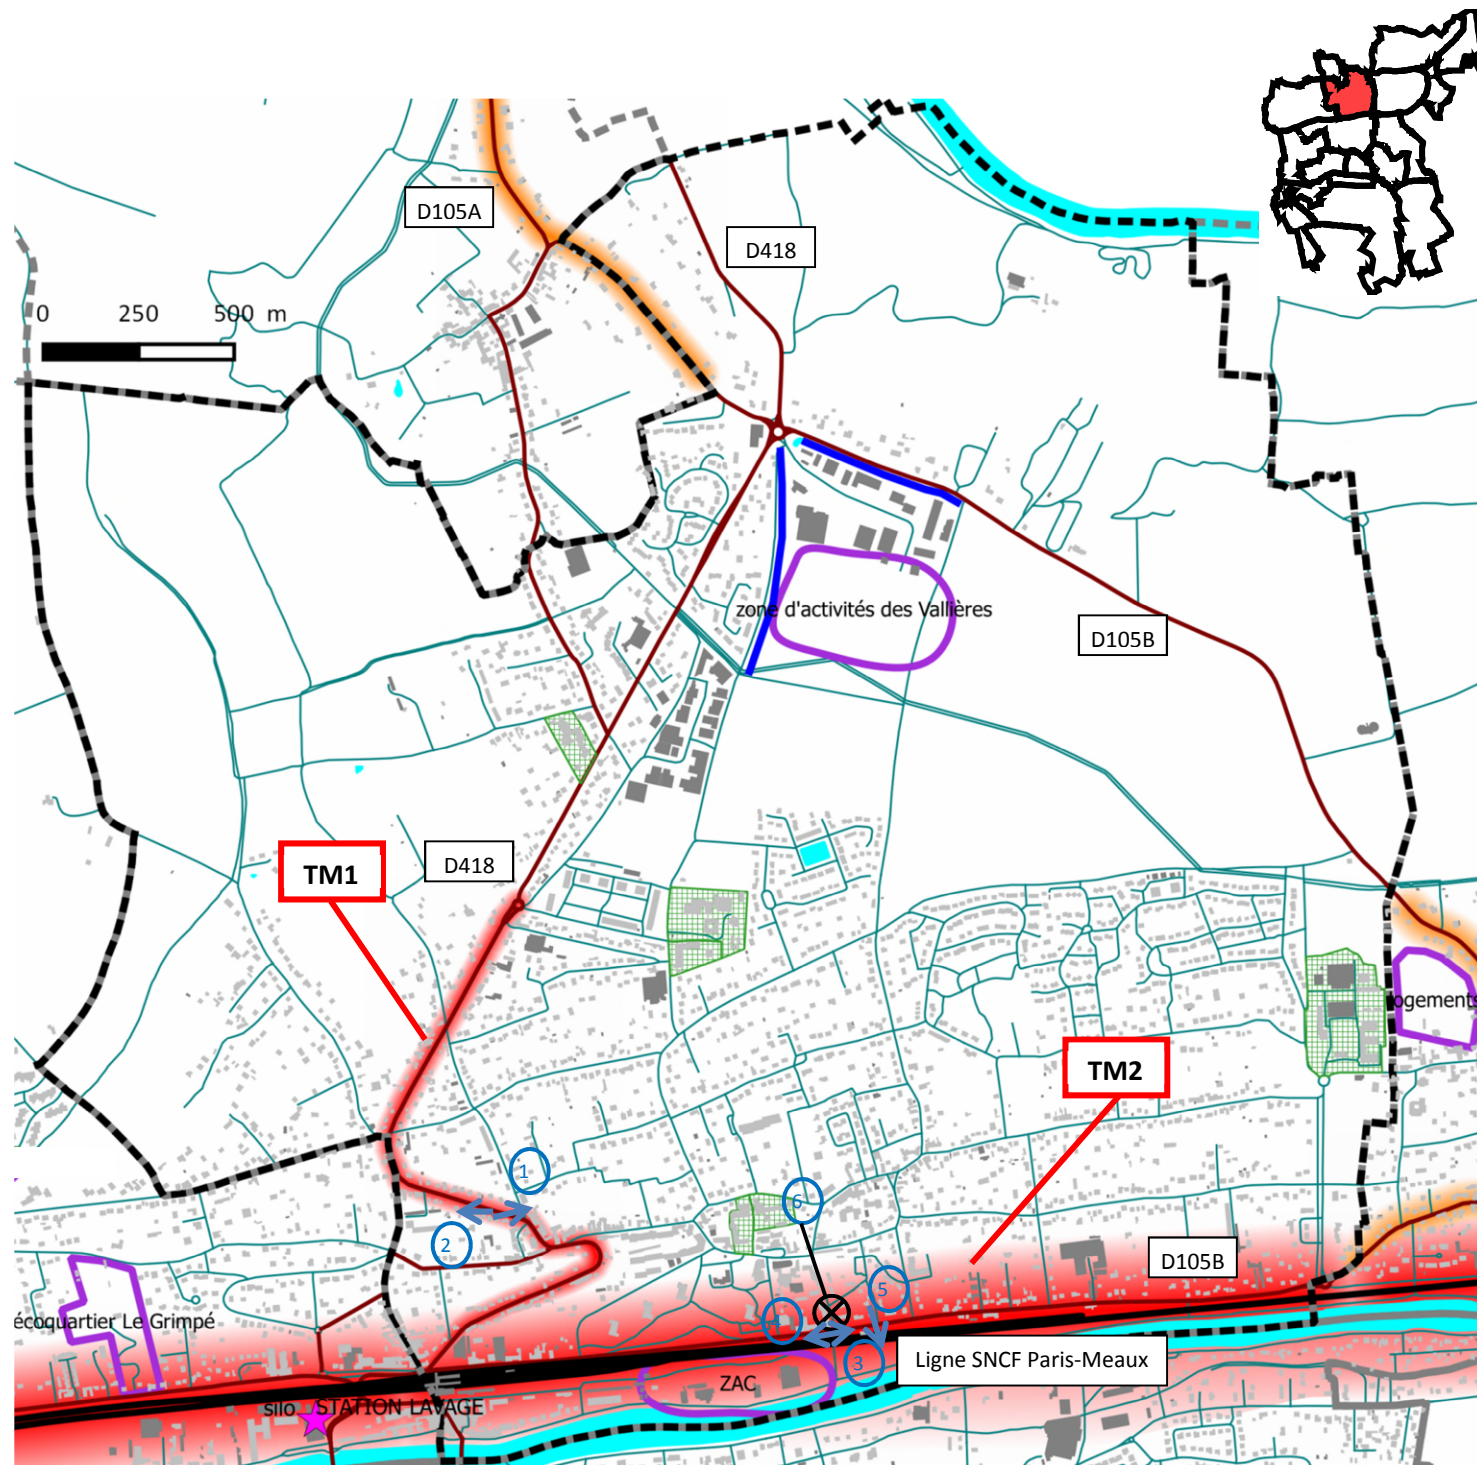 D105A
D418
0 250 500 m
zone d'activités des Vallières
D105B
TM1
D418
ogements
TM2
1
6
2
D105B
5
4
écoquartier Le Grimpé
3
Ligne SNCF Paris-Meaux
ZAC
silo
STATION LAVAGE